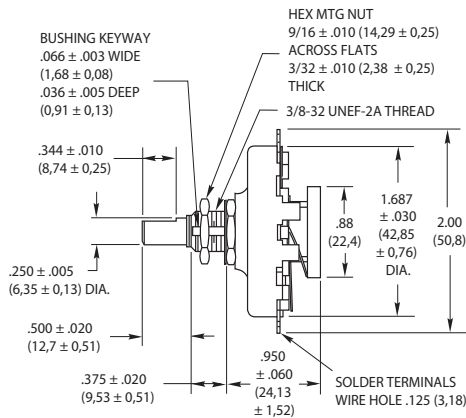 BUSHING KEYWAY
.066 ± .003 WIDE
(1,68 ± 0,08)
.036 ± .005 DEEP
(0,91 ± 0,13)
HEX MTG NUT
9/16 ± .010 (14,29 ± 0,25)
ACROSS FLATS
3/32 ± .010 (2,38 ± 0,25)
THICK
3/8-32 UNEF-2A THREAD
.344 ± .010
(8,74 ± 0,25)
.250 ± .005
(6,35 ± 0,13) DIA.
.500 ± .020
(12,7 ± 0,51)
.375 ± .020
(9,53 ± 0,51)
.950
± .060
(24,13
± 1,52)
.88
(22,4)
1.687
± .030
(42,85
± 0,76)
DIA.
2.00
(50,8)
SOLDER TERMINALS
WIRE HOLE .125 (3,18)